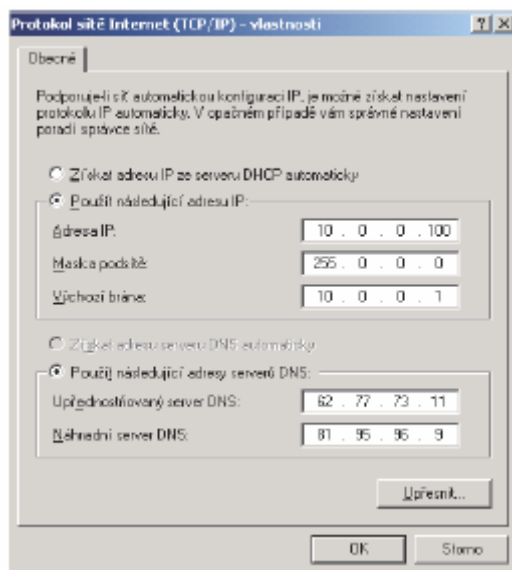 Protokol sítě Internet (TCP/IP) - vlastnosti
Obecné
Podporuje-li síť automatickou konfiguraci IP, je možné získat nastavení
protokolu IP automaticky. V opačném případě vám správné nastavení
poradí správce sítě.
Získat adresu IP ze serveru DHCP automaticky
Použít následující adresu IP:
Adresa IP: 10 . 0 . 0 . 100
Maska podsítě: 255 . 0 . 0 . 0
Výchozí brána: 10 . 0 . 0 . 1
Získat adresu serveru DNS automaticky
Použij následující adresy serverů DNS:
Upřednostňovaný server DNS: 62 . 77 . 73 . 11
Náhradní server DNS: 81 . 95 . 96 . 9
Upřesnit...
OK Storno